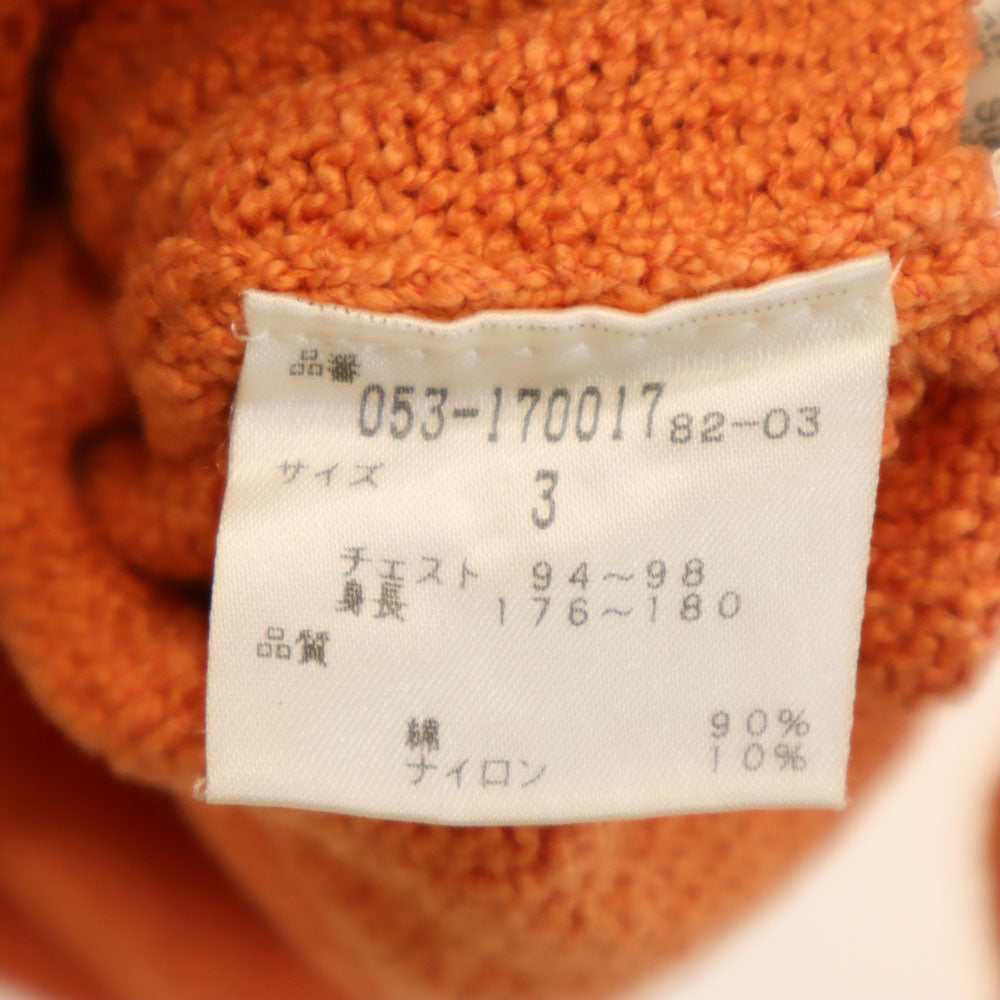 品番
053-170017 82-03
サイズ 3
チェスト 94~98
身長 176~180
品質
綿 90%
ナイロン 10%